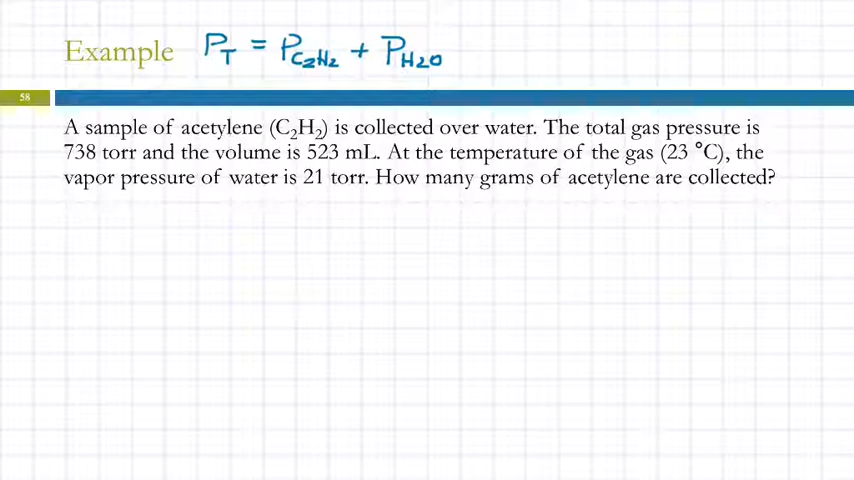 Example P_T = P_C₂H₂ + P_H₂O
58
A sample of acetylene (C₂H₂) is collected over water. The total gas pressure is
738 torr and the volume is 523 mL. At the temperature of the gas (23 °C), the
vapor pressure of water is 21 torr. How many grams of acetylene are collected?